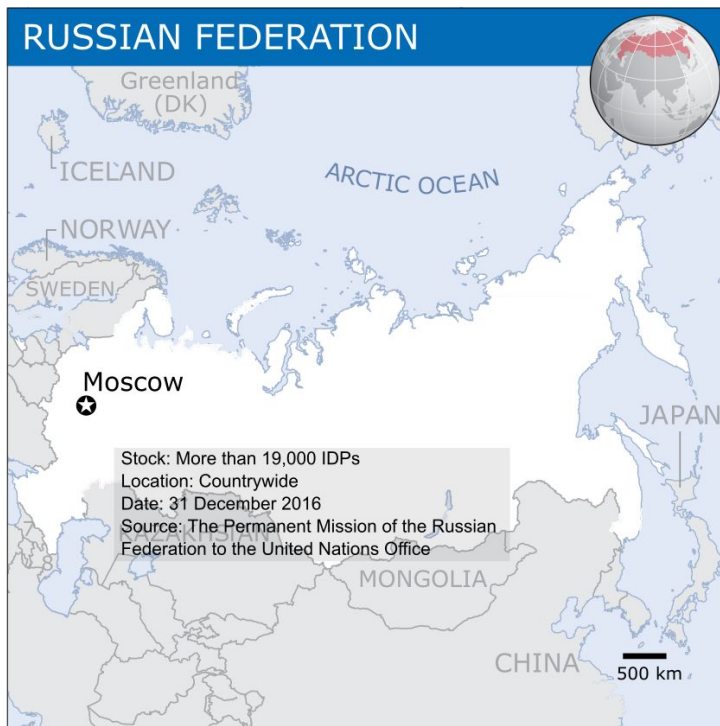 RUSSIAN FEDERATION
Greenland
(DK)
ICELAND
ARCTIC OCEAN
NORWAY
SWEDEN
Moscow
JAPAN
Stock: More than 19,000 IDPs
Location: Countrywide
Date: 31 December 2016
Source: The Permanent Mission of the Russian
Federation to the United Nations Office
KAZAKHSTAN
8
MONGOLIA
CHINA
500 km